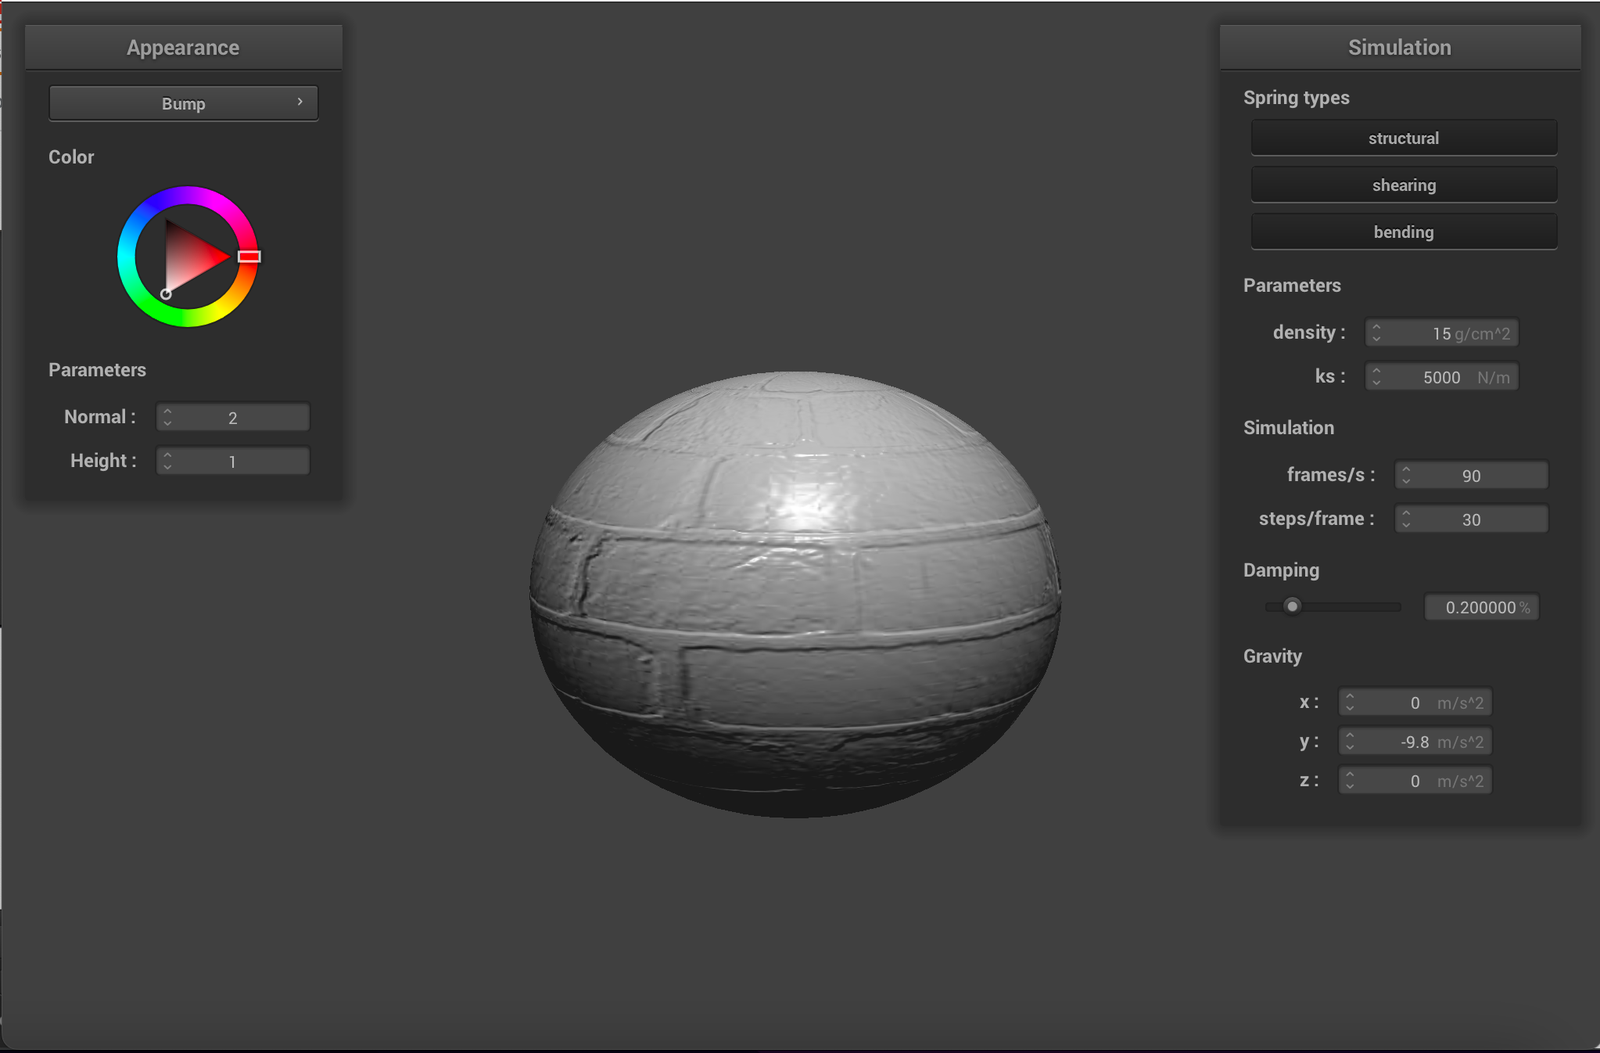 Appearance
Bump
Color
Parameters
Normal : 2
Height : 1
Simulation
Spring types
structural
shearing
bending
Parameters
density : 15 g/cm^2
ks : 5000 N/m
Simulation
frames/s : 90
steps/frame : 30
Damping
0.200000 %
Gravity
x : 0 m/s^2
y : -9.8 m/s^2
z : 0 m/s^2